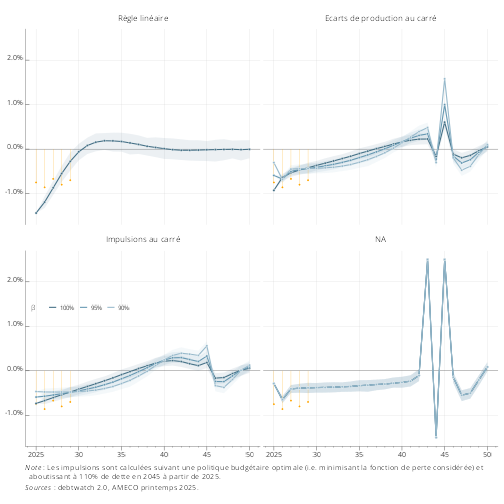 Règle linéaire
Ecarts de production au carré
2.0%
1.0%
0.0%
-1.0%
Impulsions au carré
NA
2.0%
1.0%
0.0%
-1.0%
β 100% 95% 90%
2025 30 35 40 45 50
2025 30 35 40 45 50
Note : Les impulsions sont calculées suivant une politique budgétaire optimale (i.e. minimisant la fonction de perte considérée) et
aboutissant à 110% de dette en 2045 à partir de 2025.
Sources : debtwatch 2.0, AMECO printemps 2025.